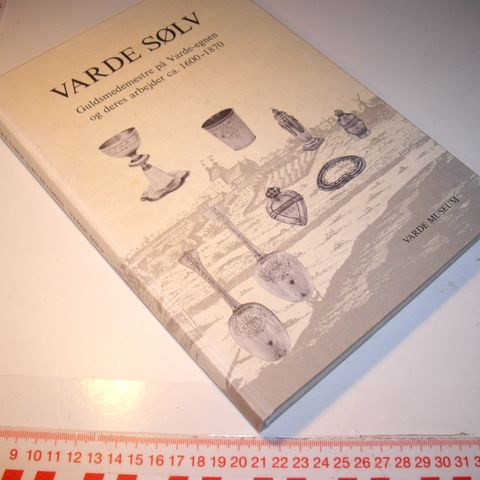 VARDE SØLV
Guldsmedemestre på Varde-egnen
og deres arbejder ca. 1600-1870
VARDE MUSEUM
9 10 11 12 13 14 15 16 17 18 19 20 21 22 23 24 25 26 27 28 29 30 31